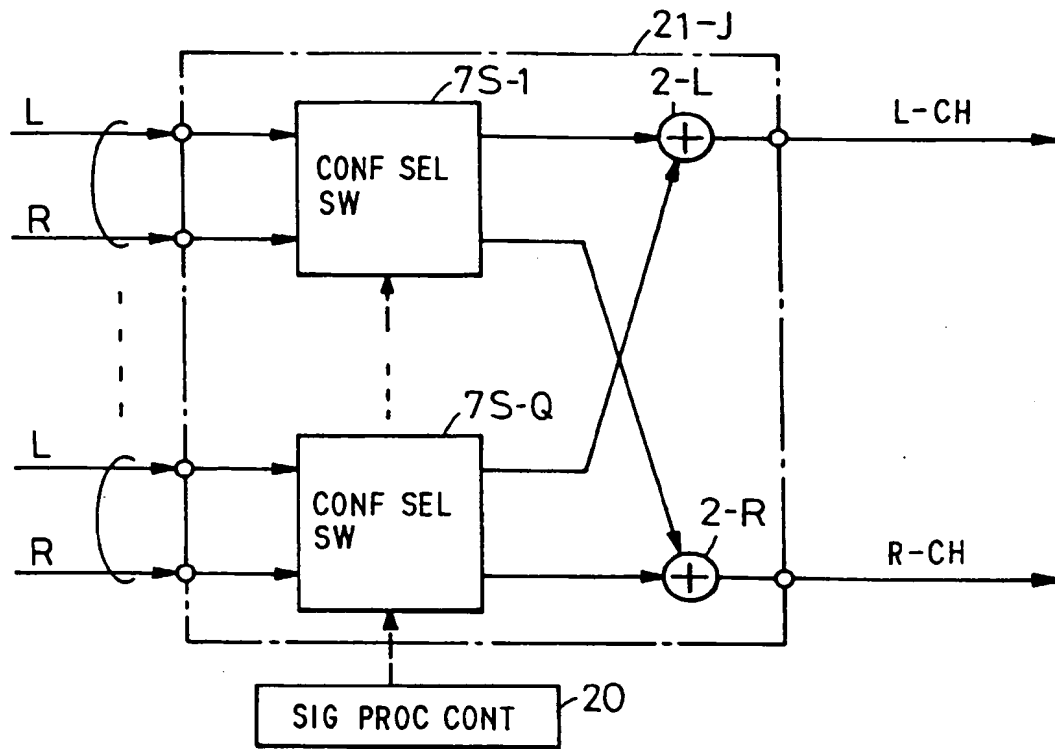 21-J
7S-1
2-L
L
L-CH
CONF SEL
SW
R
7S-Q
L
CONF SEL
SW
2-R
R
R-CH
20
SIG PROC CONT